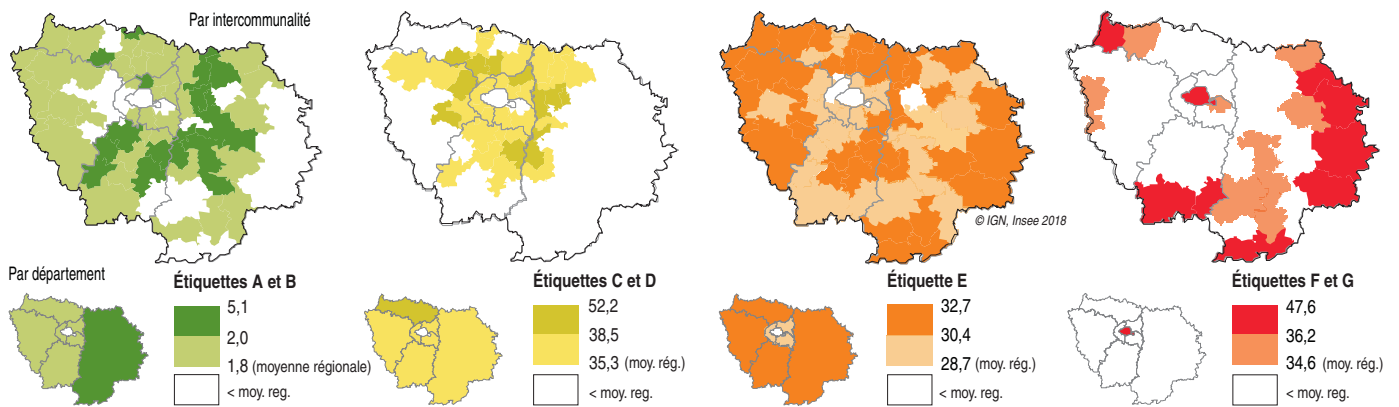 Par intercommunalité
© IGN, Insee 2018
Par département
Étiquettes A et B
5,1
2,0
1,8 (moyenne régionale)
< moy. reg.
Étiquettes C et D
52,2
38,5
35,3 (moy. rég.)
< moy. reg.
Étiquette E
32,7
30,4
28,7 (moy. rég.)
< moy. reg.
Étiquettes F et G
47,6
36,2
34,6 (moy. rég.)
< moy. reg.